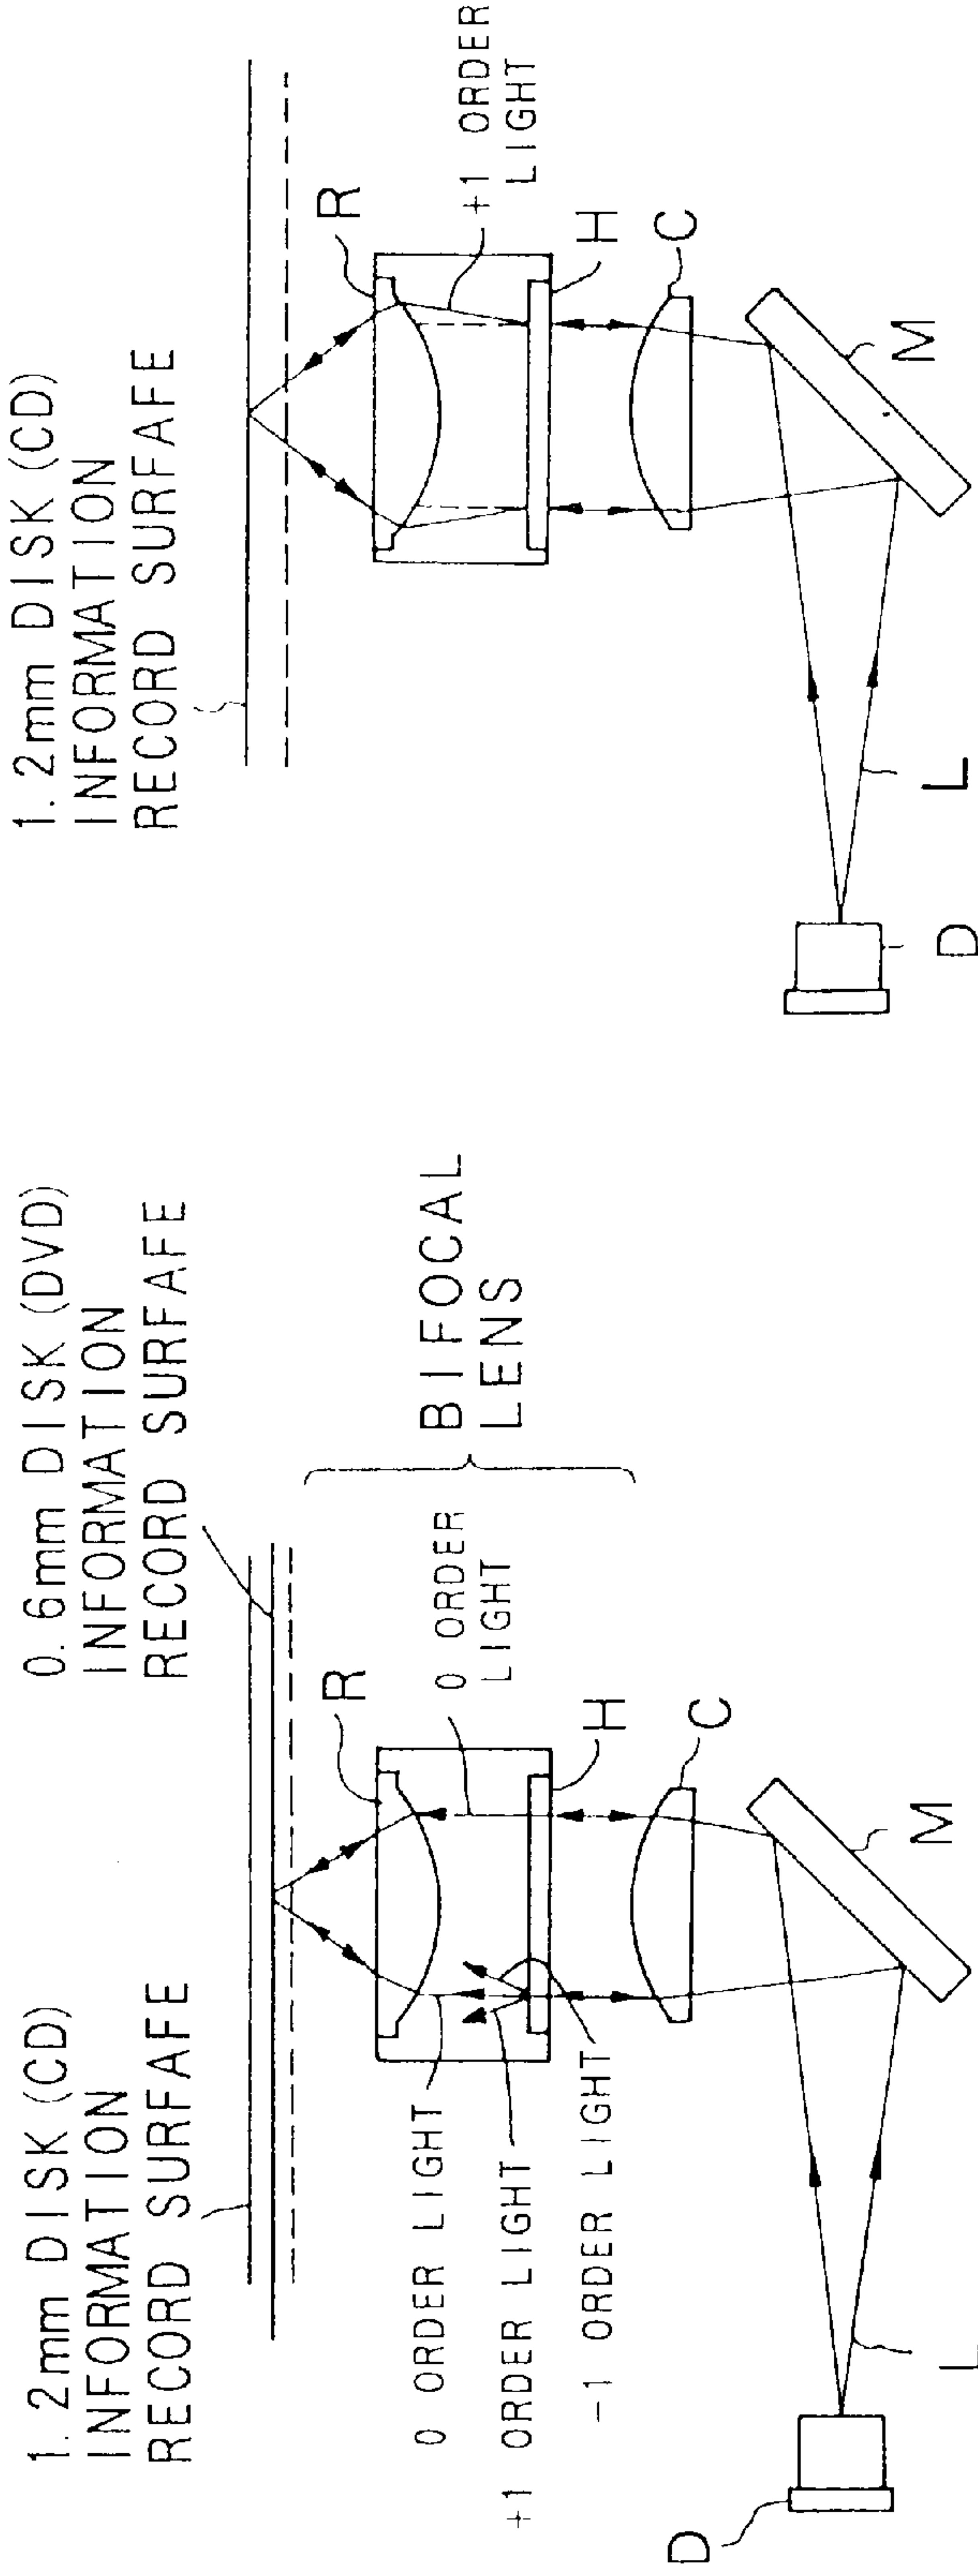 1.2mm DISK (CD)
INFORMATION
RECORD SURFAFE
0.6mm DISK (DVD)
INFORMATION
RECORD SURFAFE
R
0 ORDER
LIGHT
BIFOCAL
LENS
0 ORDER LIGHT
+1 ORDER LIGHT
-1 ORDER LIGHT
H
C
M
D
L
1.2mm DISK (CD)
INFORMATION
RECORD SURFAFE
R
+1 ORDER
LIGHT
H
C
M
L
D